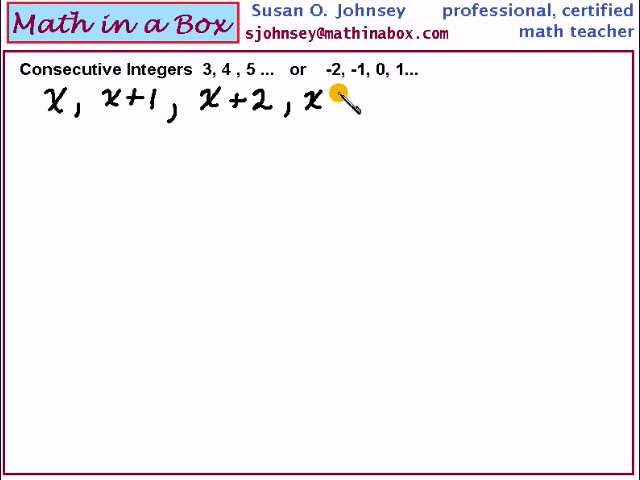 Math in a Box
Susan O. Johnsey professional, certified
sjohnsey@mathinabox.com math teacher
Consecutive Integers 3, 4 , 5 ... or -2, -1, 0, 1...
x, x+1, x+2, x